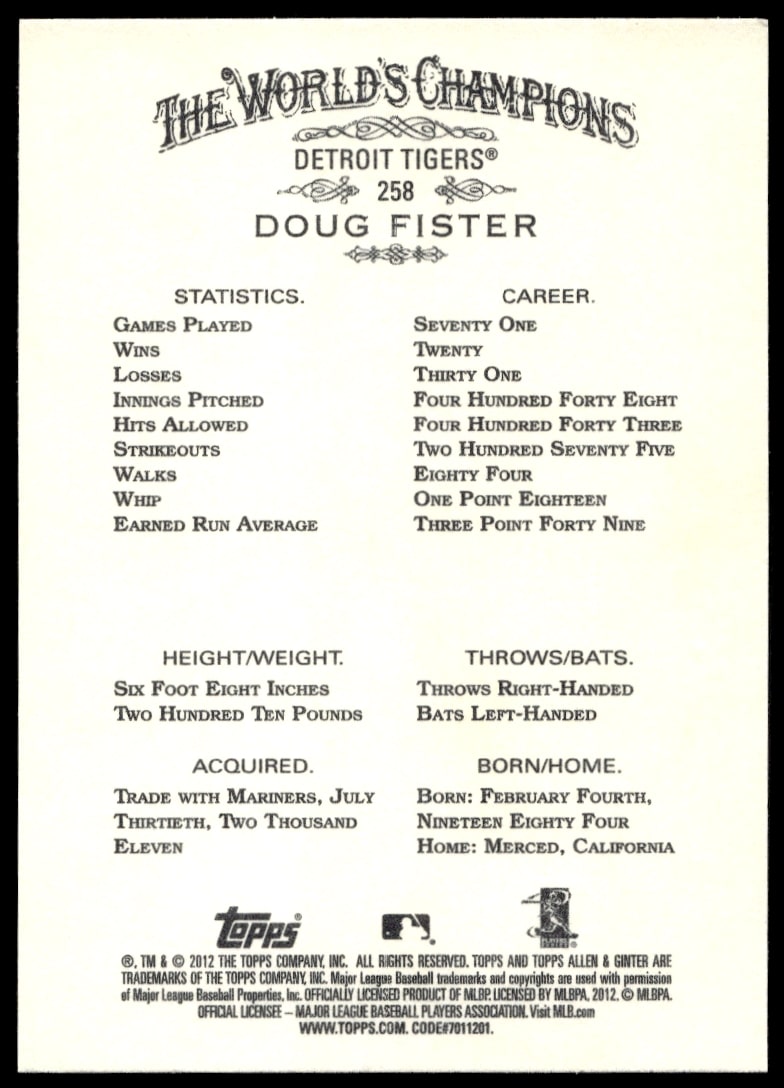 THE WORLD'S CHAMPIONS
DETROIT TIGERS®
258
DOUG FISTER
STATISTICS. CAREER.
GAMES PLAYED SEVENTY ONE
WINS TWENTY
LOSSES THIRTY ONE
INNINGS PITCHED FOUR HUNDRED FORTY EIGHT
HITS ALLOWED FOUR HUNDRED FORTY THREE
STRIKEOUTS TWO HUNDRED SEVENTY FIVE
WALKS EIGHTY FOUR
WHIP ONE POINT EIGHTEEN
EARNED RUN AVERAGE THREE POINT FORTY NINE
HEIGHT/WEIGHT. THROWS/BATS.
SIX FOOT EIGHT INCHES THROWS RIGHT-HANDED
TWO HUNDRED TEN POUNDS BATS LEFT-HANDED
ACQUIRED. BORN/HOME.
TRADE WITH MARINERS, JULY BORN: FEBRUARY FOURTH,
THIRTIETH, TWO THOUSAND NINETEEN EIGHTY FOUR
ELEVEN HOME: MERCED, CALIFORNIA
Topps®
®, TM & © 2012 THE TOPPS COMPANY, INC. ALL RIGHTS RESERVED. TOPPS AND TOPPS ALLEN & GINTER ARE
TRADEMARKS OF THE TOPPS COMPANY, INC. Major League Baseball trademarks and copyrights are used with permission
of Major League Baseball Properties, Inc. OFFICIALLY LICENSED PRODUCT OF MLBP. LICENSED BY MLBPA, 2012. © MLBPA.
OFFICIAL LICENSEE – MAJOR LEAGUE BASEBALL PLAYERS ASSOCIATION. Visit MLB.com
WWW.TOPPS.COM. CODE#7011201.